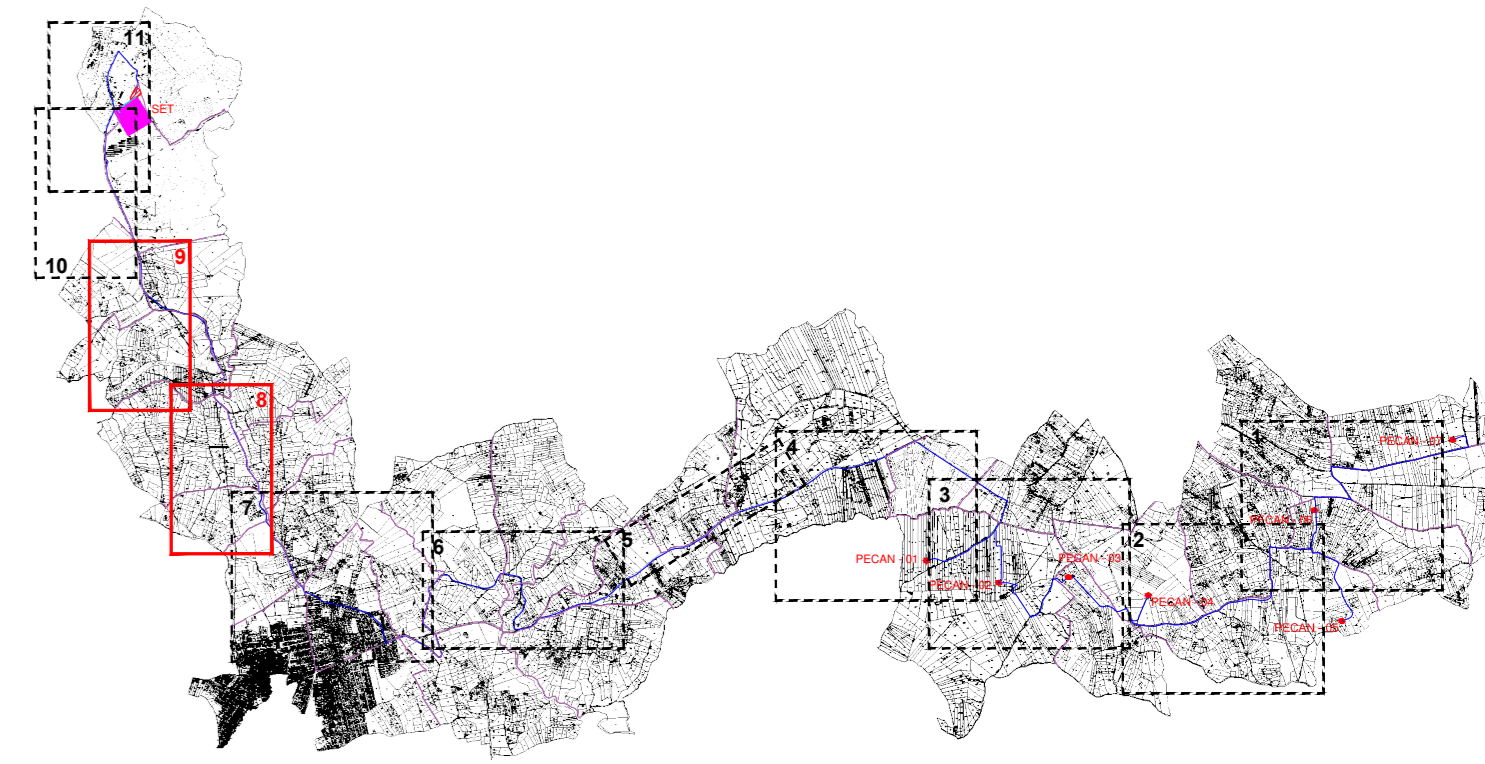 11
SET
10
9
8
7
6
5
4
3
2
1
PECAN - 01
PECAN - 02
PECAN - 03
PECAN - 04
PECAN - 05
PECAN - 06
PECAN - 07